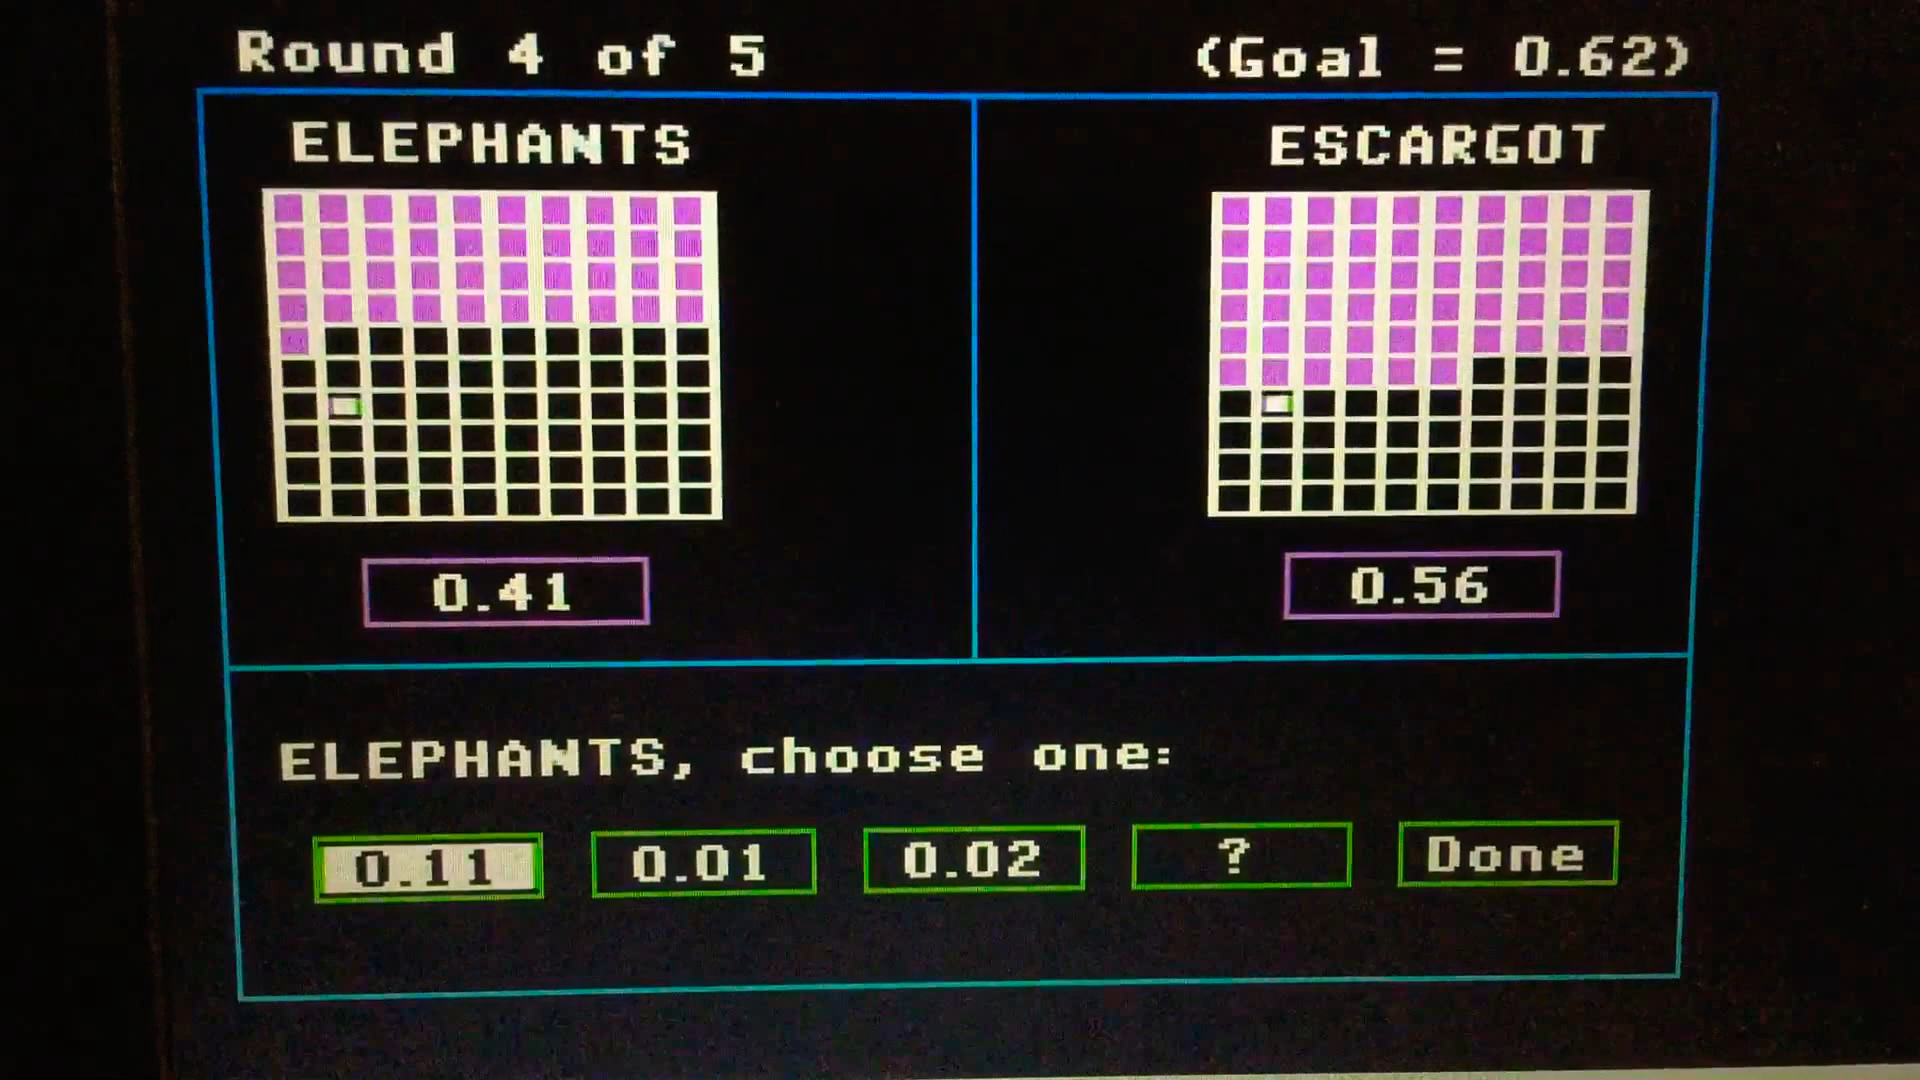 Round 4 of 5 (Goal = 0.62)
ELEPHANTS ESCARGOT
0.41 0.56
ELEPHANTS, choose one:
0.11 0.01 0.02 ? Done